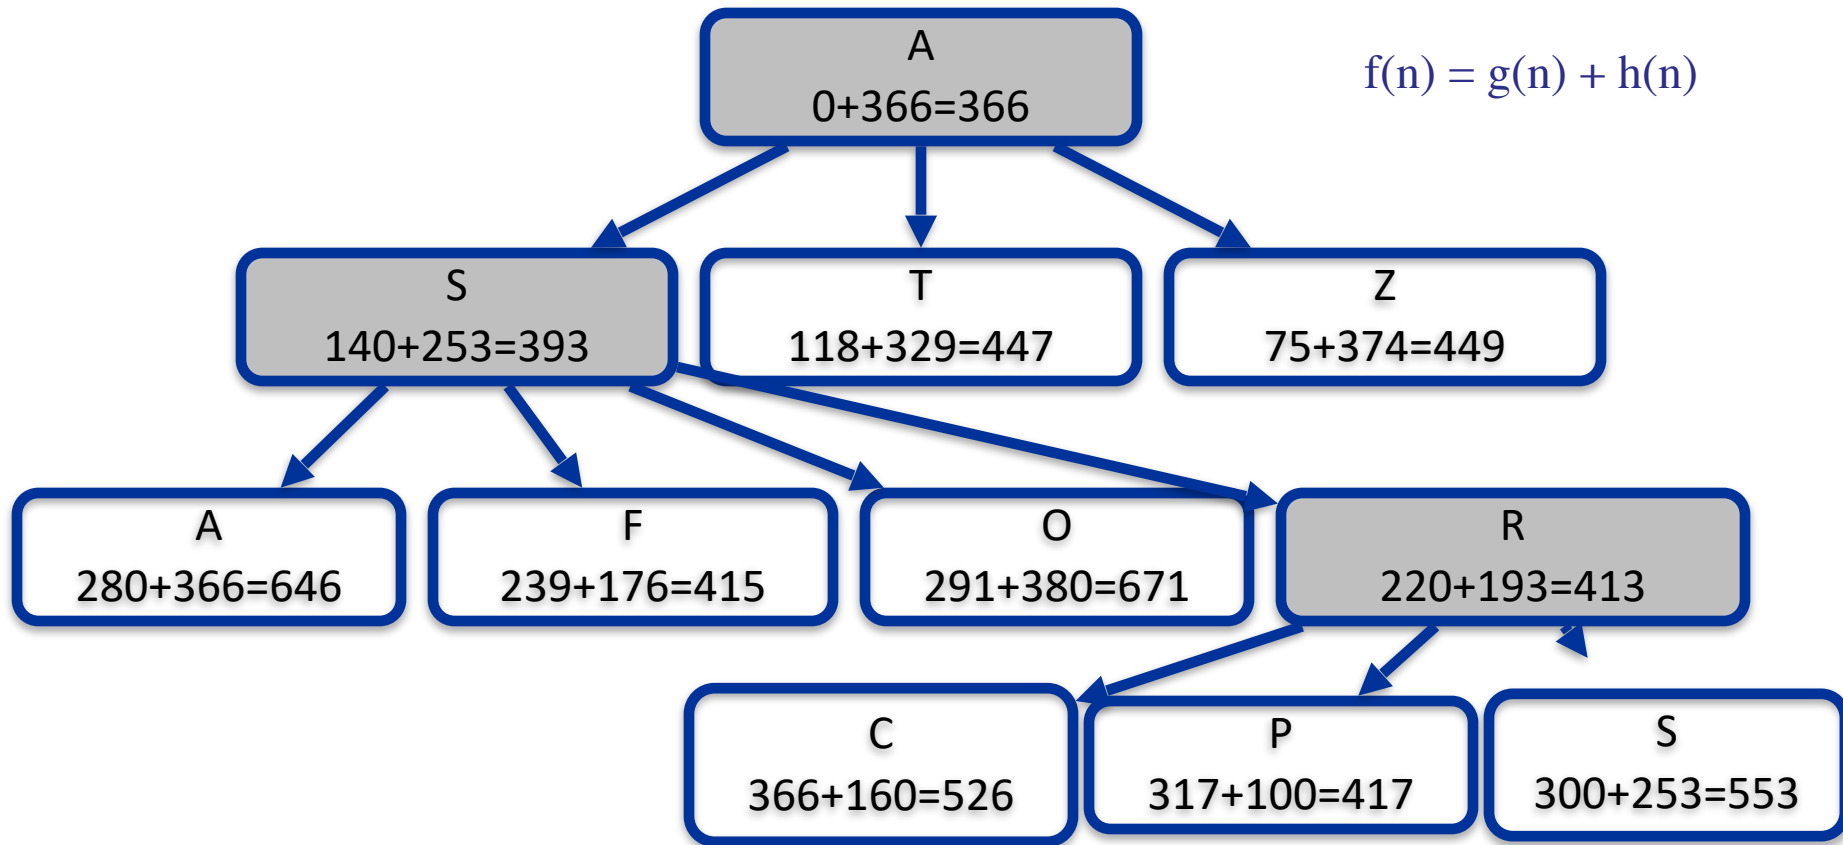 A
0+366=366
f(n) = g(n) + h(n)
S
140+253=393
T
118+329=447
Z
75+374=449
A
280+366=646
F
239+176=415
O
291+380=671
R
220+193=413
C
366+160=526
P
317+100=417
S
300+253=553